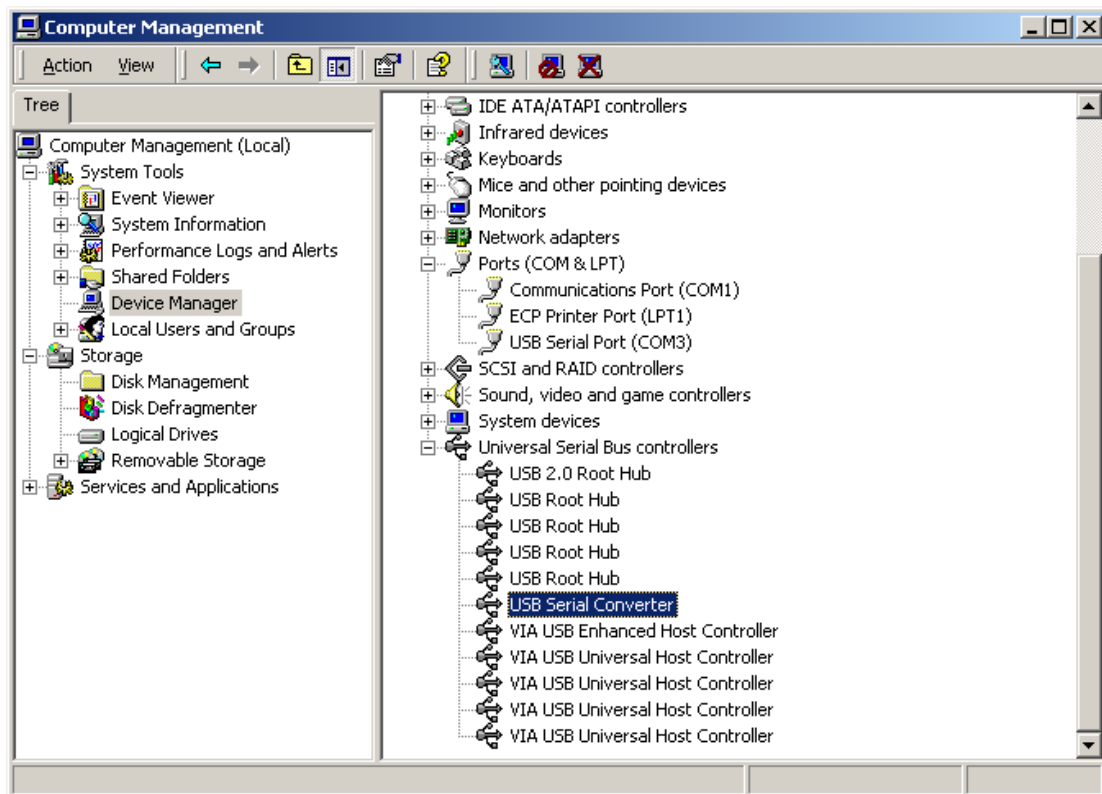 Computer Management
Action View
Tree
Computer Management (Local)
System Tools
Event Viewer
System Information
Performance Logs and Alerts
Shared Folders
Device Manager
Local Users and Groups
Storage
Disk Management
Disk Defragmenter
Logical Drives
Removable Storage
Services and Applications
IDE ATA/ATAPI controllers
Infrared devices
Keyboards
Mice and other pointing devices
Monitors
Network adapters
Ports (COM & LPT)
Communications Port (COM1)
ECP Printer Port (LPT1)
USB Serial Port (COM3)
SCSI and RAID controllers
Sound, video and game controllers
System devices
Universal Serial Bus controllers
USB 2.0 Root Hub
USB Root Hub
USB Root Hub
USB Root Hub
USB Root Hub
USB Serial Converter
VIA USB Enhanced Host Controller
VIA USB Universal Host Controller
VIA USB Universal Host Controller
VIA USB Universal Host Controller
VIA USB Universal Host Controller